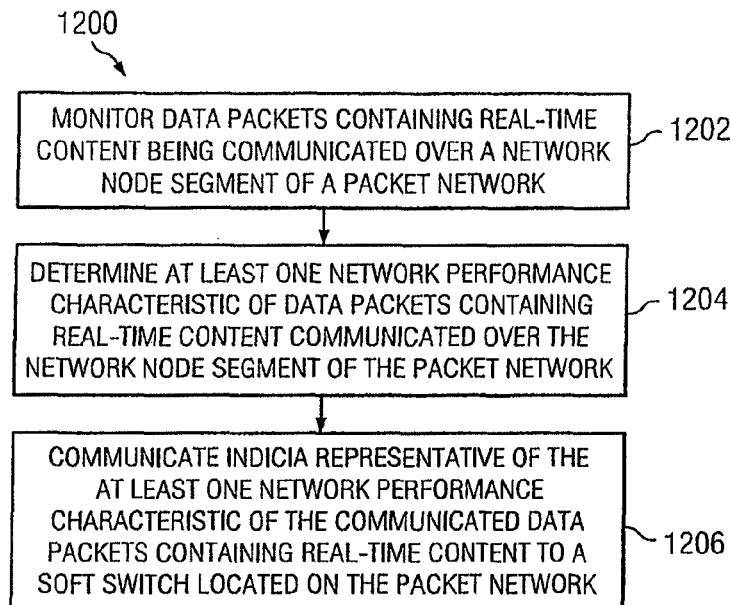 1200
MONITOR DATA PACKETS CONTAINING REAL-TIME
CONTENT BEING COMMUNICATED OVER A NETWORK
NODE SEGMENT OF A PACKET NETWORK
1202
DETERMINE AT LEAST ONE NETWORK PERFORMANCE
CHARACTERISTIC OF DATA PACKETS CONTAINING
REAL-TIME CONTENT COMMUNICATED OVER THE
NETWORK NODE SEGMENT OF THE PACKET NETWORK
1204
COMMUNICATE INDICIA REPRESENTATIVE OF THE
AT LEAST ONE NETWORK PERFORMANCE
CHARACTERISTIC OF THE COMMUNICATED DATA
PACKETS CONTAINING REAL-TIME CONTENT TO A
SOFT SWITCH LOCATED ON THE PACKET NETWORK
1206